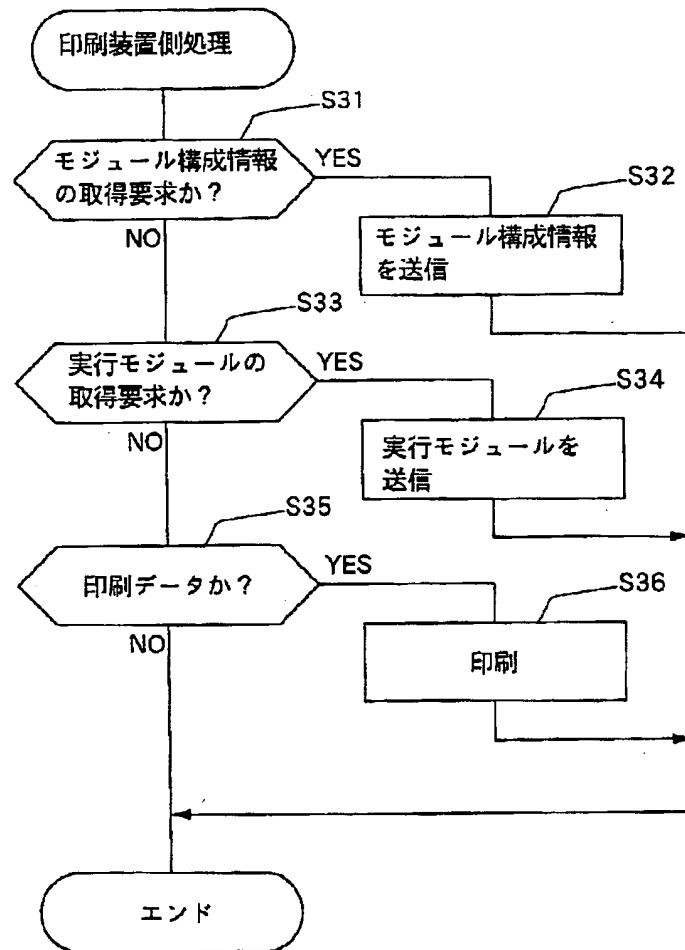 印刷装置側処理
S31
モジュール構成情報
の取得要求か？
YES
S32
モジュール構成情報
を送信
NO
S33
実行モジュールの
取得要求か？
YES
S34
実行モジュールを
送信
NO
S35
印刷データか？
YES
S36
印刷
NO
エンド